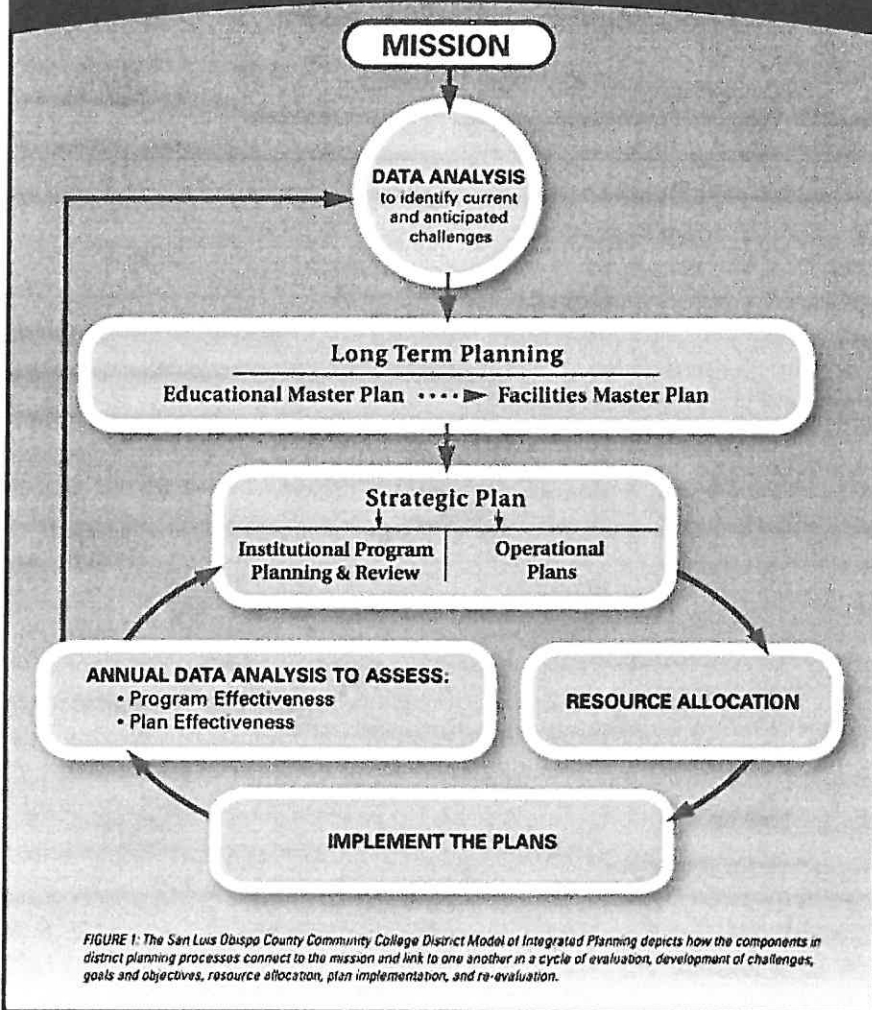 MISSION
DATA ANALYSIS
to identify current
and anticipated
challenges
Long Term Planning
Educational Master Plan ····► Facilities Master Plan
Strategic Plan
Institutional Program
Planning & Review
Operational
Plans
ANNUAL DATA ANALYSIS TO ASSESS:
• Program Effectiveness
• Plan Effectiveness
RESOURCE ALLOCATION
IMPLEMENT THE PLANS
FIGURE 1: The San Luis Obispo County Community College District Model of Integrated Planning depicts how the components in
district planning processes connect to the mission and link to one another in a cycle of evaluation, development of challenges,
goals and objectives, resource allocation, plan implementation, and re-evaluation.